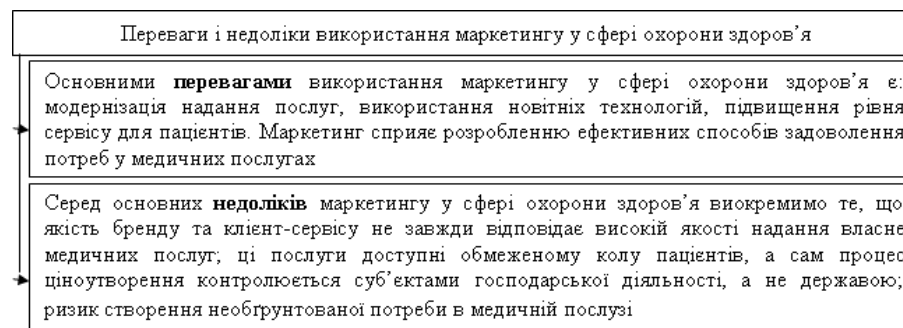 Переваги і недоліки використання маркетингу у сфері охорони здоров’я
Основними перевагами використання маркетингу у сфері охорони здоров’я є:
модернізація надання послуг, використання новітніх технологій, підвищення рівня
сервісу для пацієнтів. Маркетинг сприяє розробленню ефективних способів задоволення
потреб у медичних послугах
Серед основних недоліків маркетингу у сфері охорони здоров’я виокремимо те, що
якість бренду та клієнт-сервісу не завжди відповідає високій якості надання власне
медичних послуг; ці послуги доступні обмеженому колу пацієнтів, а сам процес
ціноутворення контролюється суб’єктами господарської діяльності, а не державою;
ризик створення необґрунтованої потреби в медичній послузі